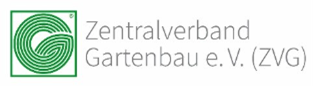 Zentralverband
Gartenbau e. V. (ZVG)